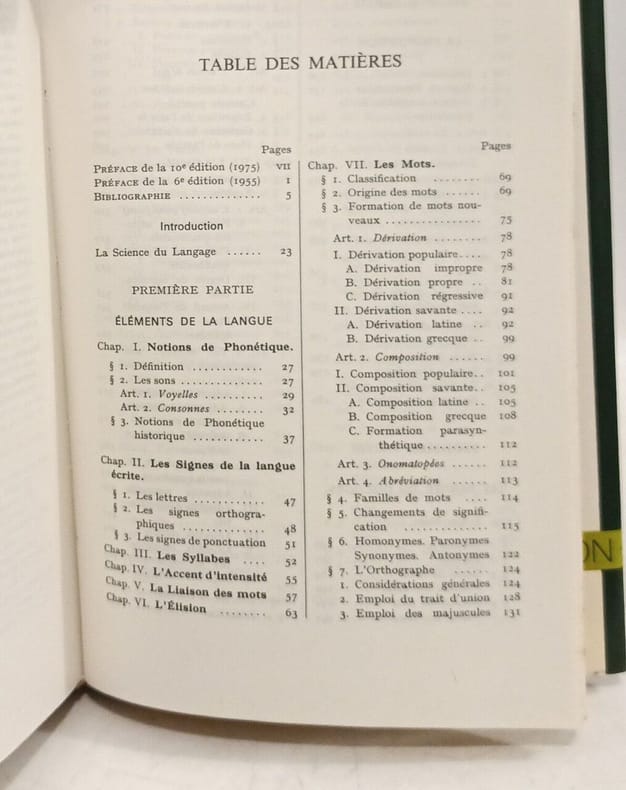 TABLE DES MATIÈRES
Pages
PRÉFACE de la 10e édition (1975) VII
PRÉFACE de la 6e édition (1955) 1
BIBLIOGRAPHIE .............. 5
Introduction
La Science du Langage ...... 23
PREMIÈRE PARTIE
ÉLÉMENTS DE LA LANGUE
Chap. I. Notions de Phonétique.
§ 1. Définition ............ 27
§ 2. Les sons .............. 27
Art. 1. Voyelles ........... 29
Art. 2. Consonnes ........ 32
§ 3. Notions de Phonétique
historique ............ 37
Chap. II. Les Signes de la langue
écrite.
§ 1. Les lettres ............ 47
§ 2. Les signes orthogra-
phiques .............. 48
§ 3. Les signes de ponctuation 51
Chap. III. Les Syllabes .... 52
Chap. IV. L'Accent d'intensité 55
Chap. V. La Liaison des mots 57
Chap. VI. L'Élision ........ 63
Pages
Chap. VII. Les Mots.
§ 1. Classification ........ 69
§ 2. Origine des mots ...... 69
§ 3. Formation de mots nou-
veaux ................ 75
Art. 1. Dérivation ........ 78
I. Dérivation populaire.... 78
A. Dérivation impropre 78
B. Dérivation propre .. 81
C. Dérivation régressive 91
II. Dérivation savante .... 92
A. Dérivation latine .. 92
B. Dérivation grecque .. 99
Art. 2. Composition ...... 99
I. Composition populaire.. 101
II. Composition savante.. 105
A. Composition latine .. 105
B. Composition grecque 108
C. Formation parasyn-
thétique.......... 112
Art. 3. Onomatopées ...... 112
Art. 4. Abréviation ...... 113
§ 4. Familles de mots .... 114
§ 5. Changements de signifi-
cation .............. 115
§ 6. Homonymes. Paronymes
Synonymes. Antonymes 122
§ 7. L'Orthographe ...... 124
1. Considérations générales 124
2. Emploi du trait d'union 128
3. Emploi des majuscules 131
ON